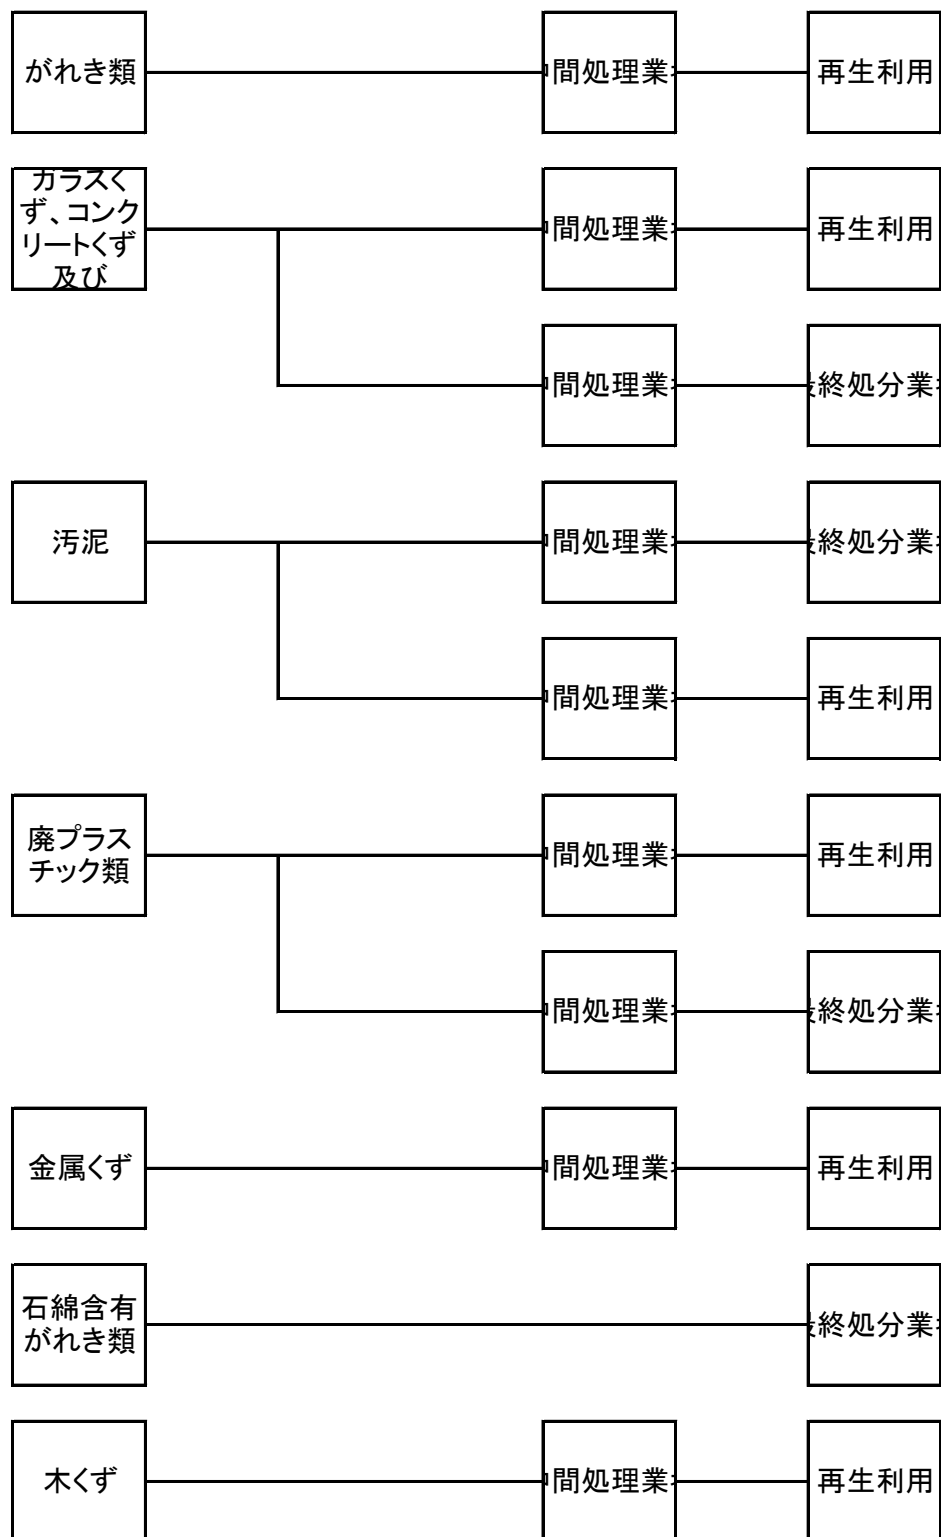 がれき類
間処理業
再生利用
ガラスく
ず、コンク
リートくず
及び
間処理業
再生利用
間処理業
終処分業
汚泥
間処理業
終処分業
間処理業
再生利用
廃プラス
チック類
間処理業
再生利用
間処理業
終処分業
金属くず
間処理業
再生利用
石綿含有
がれき類
終処分業
木くず
間処理業
再生利用